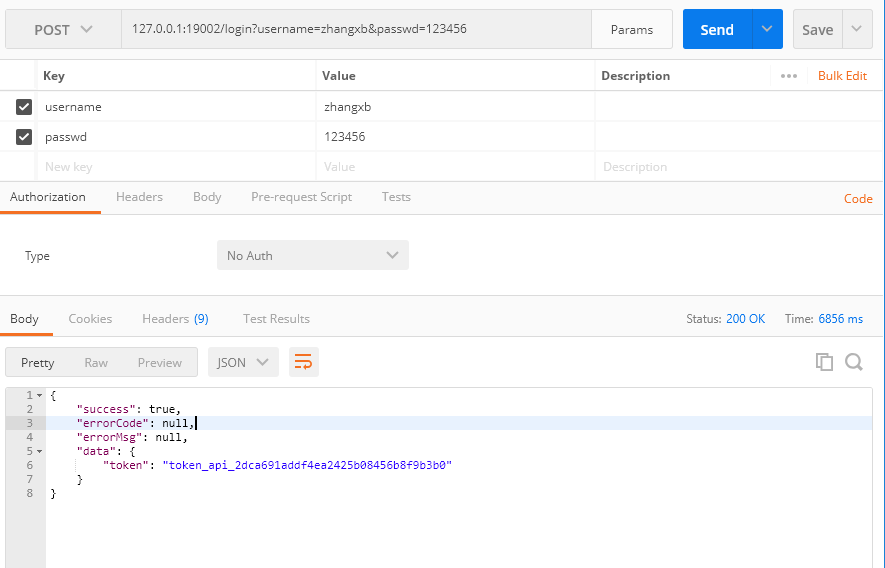 POST 127.0.0.1:19002/login?username=zhangxb&passwd=123456 Params Send Save
Key Value Description ••• Bulk Edit
username zhangxb
passwd 123456
New key Value Description
Authorization Headers Body Pre-request Script Tests Code
Type No Auth
Body Cookies Headers (9) Test Results Status: 200 OK Time: 6856 ms
Pretty Raw Preview JSON
1 {
2 "success": true,
3 "errorCode": null,
4 "errorMsg": null,
5 "data": {
6 "token": "token_api_2dca691addf4ea2425b08456b8f9b3b0"
7 }
8 }